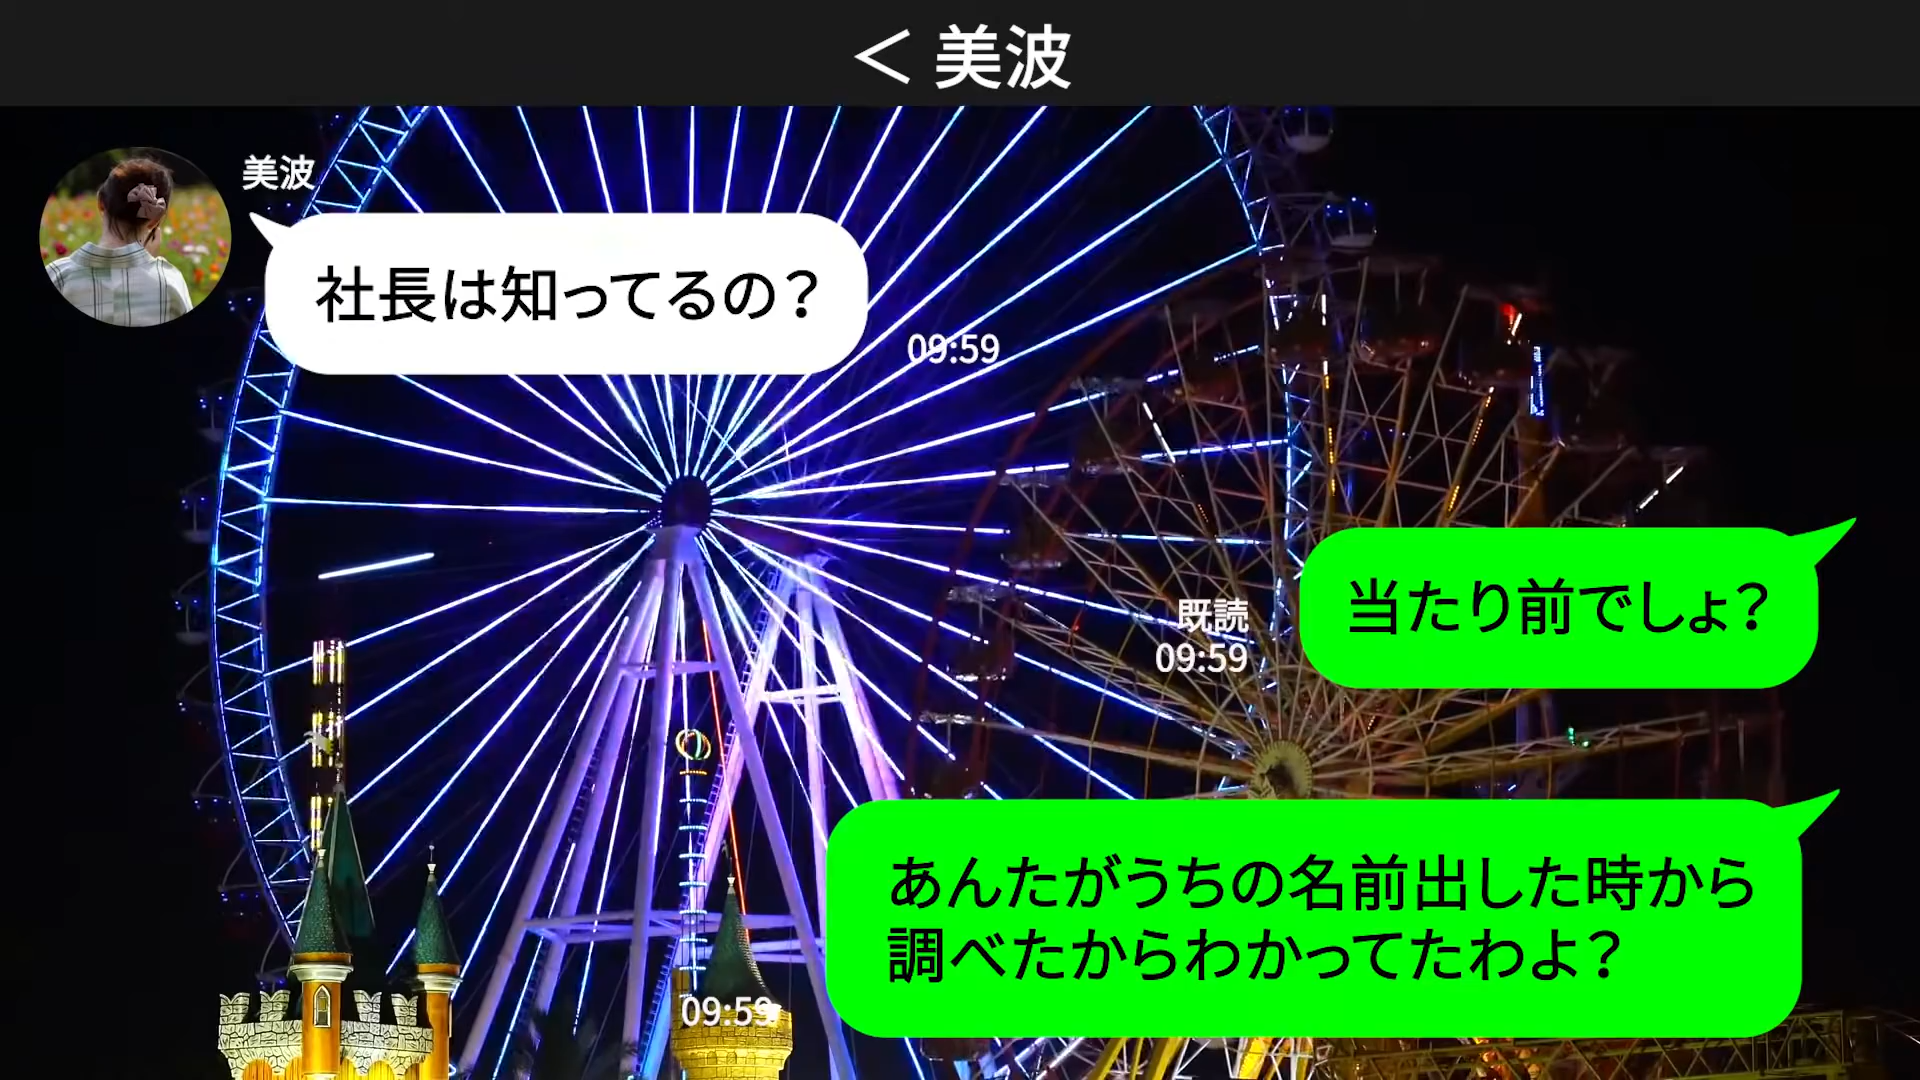 ＜ 美波
美波
社長は知ってるの？
09:59
当たり前でしょ？
既読
09:59
あんたがうちの名前出した時から
調べたからわかってたわよ？
09:59